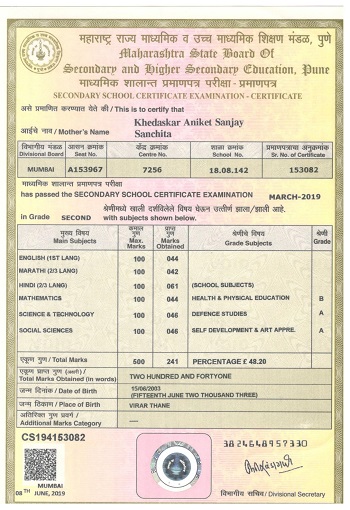 महाराष्ट्र राज्य माध्यमिक व उच्च माध्यमिक शिक्षण मंडळ, पुणे
Maharashtra State Board Of
Secondary and Higher Secondary Education, Pune
माध्यमिक शालान्त प्रमाणपत्र परीक्षा - प्रमाणपत्र
SECONDARY SCHOOL CERTIFICATE EXAMINATION - CERTIFICATE
असे प्रमाणित करण्यात येते की / This is to certify that
Khedaskar Aniket Sanjay
आईचे नाव / Mother's Name Sanchita
विभागीय मंडळ आसन क्रमांक केंद्र क्रमांक शाळा क्रमांक प्रमाणपत्राचा अनुक्रमांक
Divisional Board Seat No. Centre No. School No. Sr. No. of Certificate
MUMBAI A153967 7256 18.08.142 153082
माध्यमिक शालान्त प्रमाणपत्र परीक्षा
has passed the SECONDARY SCHOOL CERTIFICATE EXAMINATION MARCH-2019
श्रेणीमध्ये खाली दर्शविलेले विषय घेऊन उत्तीर्ण झाला/झाली आहे.
in Grade SECOND with subjects shown below.
मुख्य विषय कमाल गुण प्राप्त गुण श्रेणीचे विषय श्रेणी
Main Subjects Max. Marks Marks Obtained Grade Subjects Grade
ENGLISH (1ST LANG) 100 044
MARATHI (2/3 LANG) 100 042
HINDI (2/3 LANG) 100 061 (SCHOOL SUBJECTS)
MATHEMATICS 100 044 HEALTH & PHYSICAL EDUCATION B
SCIENCE & TECHNOLOGY 100 046 DEFENCE STUDIES A
SOCIAL SCIENCES 100 046 SELF DEVELOPMENT & ART APPRE. A
एकूण गुण / Total Marks 500 241 PERCENTAGE £ 48.20
एकूण प्राप्त गुण (अक्षरी) /
Total Marks Obtained (in words) TWO HUNDRED AND FORTYONE
जन्म दिनांक / Date of Birth 15/06/2003
(FIFTEENTH JUNE TWO THOUSAND THREE)
जन्म ठिकाण / Place of Birth VIRAR THANE
अतिरिक्त गुण प्रवर्ग /
Additional Marks Category ----
CS194153082
3824648957330
MUMBAI
08TH JUNE, 2019
विभागीय सचिव / Divisional Secretary